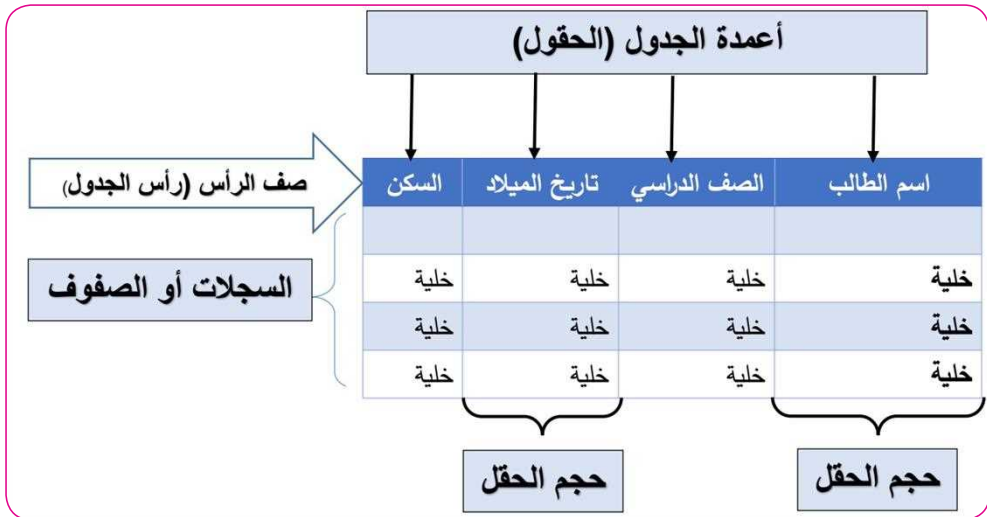 أعمدة الجدول (الحقول)
صف الرأس (رأس الجدول)
اسم الطالب	الصف الدراسي	تاريخ الميلاد	السكن
السجلات أو الصفوف
خلية	خلية	خلية	خلية
خلية	خلية	خلية	خلية
خلية	خلية	خلية	خلية
حجم الحقل	حجم الحقل